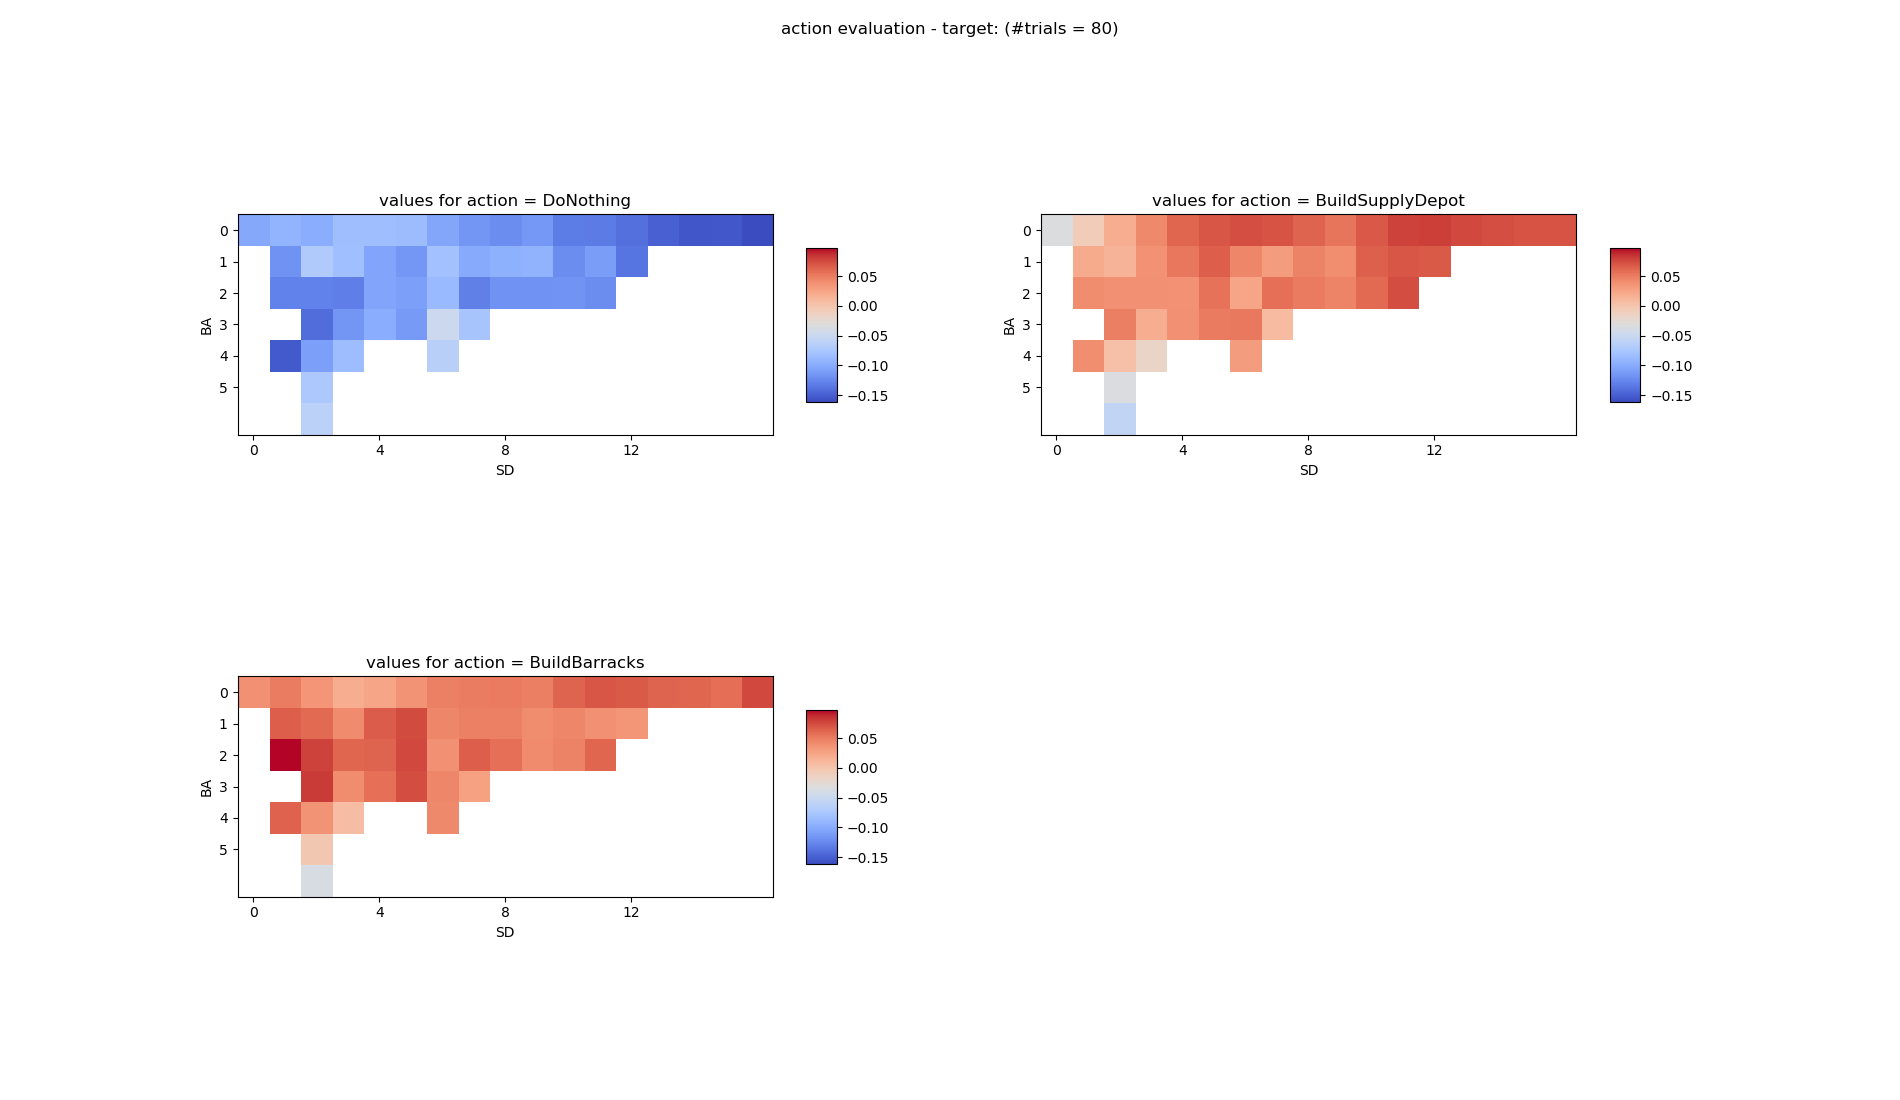 action evaluation - target: (#trials = 80)
values for action = DoNothing
BA
0
1
2
3
4
5
0 4 8 12
SD
0.05
0.00
−0.05
−0.10
−0.15
values for action = BuildSupplyDepot
BA
0
1
2
3
4
5
0 4 8 12
SD
0.05
0.00
−0.05
−0.10
−0.15
values for action = BuildBarracks
BA
0
1
2
3
4
5
0 4 8 12
SD
0.05
0.00
−0.05
−0.10
−0.15